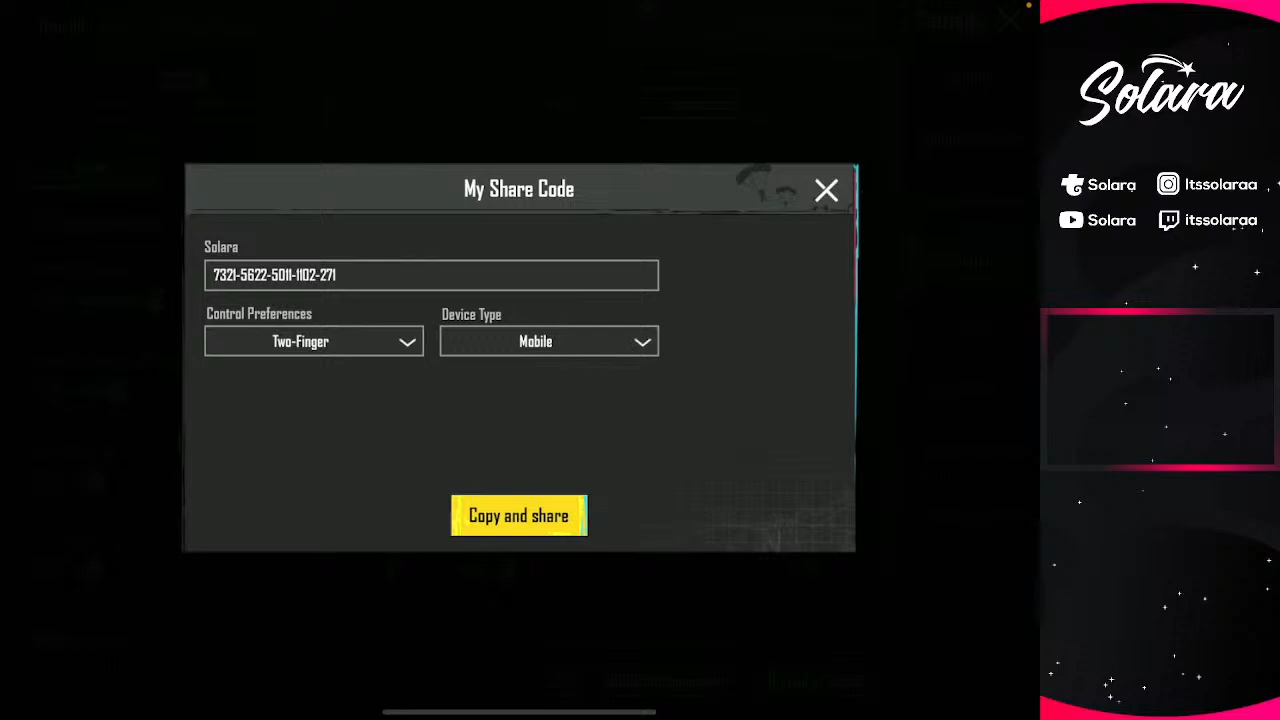 My Share Code
Solara
7321-5622-5011-1102-271
Control Preferences
Device Type
Two-Finger
Mobile
Copy and share
Solara
Solara
Itssolaraa
Solara
itssolaraa